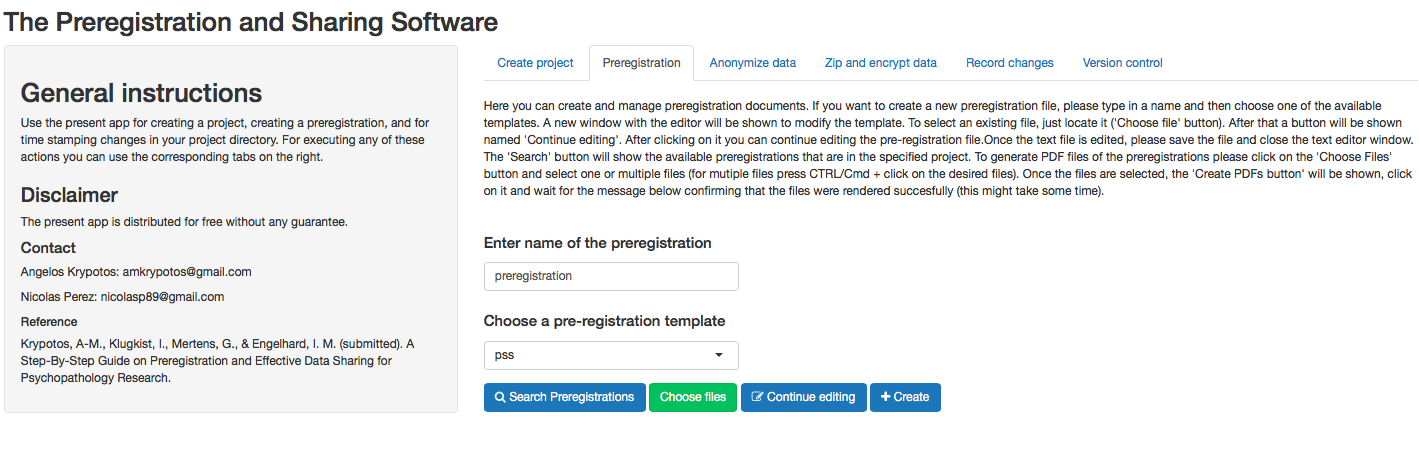 The Preregistration and Sharing Software
General instructions
Use the present app for creating a project, creating a preregistration, and for
time stamping changes in your project directory. For executing any of these
actions you can use the corresponding tabs on the right.
Disclaimer
The present app is distributed for free without any guarantee.
Contact
Angelos Krypotos: amkrypotos@gmail.com
Nicolas Perez: nicolasp89@gmail.com
Reference
Krypotos, A-M., Klugkist, I., Mertens, G., & Engelhard, I. M. (submitted). A
Step-By-Step Guide on Preregistration and Effective Data Sharing for
Psychopathology Research.
Create project Preregistration Anonymize data Zip and encrypt data Record changes Version control
Here you can create and manage preregistration documents. If you want to create a new preregistration file, please type in a name and then choose one of the available
templates. A new window with the editor will be shown to modify the template. To select an existing file, just locate it ('Choose file' button). After that a button will be shown
named 'Continue editing'. After clicking on it you can continue editing the pre-registration file.Once the text file is edited, please save the file and close the text editor window.
The 'Search' button will show the available preregistrations that are in the specified project. To generate PDF files of the preregistrations please click on the 'Choose Files'
button and select one or multiple files (for mutiple files press CTRL/Cmd + click on the desired files). Once the files are selected, the 'Create PDFs button' will be shown, click
on it and wait for the message below confirming that the files were rendered succesfully (this might take some time).
Enter name of the preregistration
preregistration
Choose a pre-registration template
pss
Search Preregistrations Choose files Continue editing Create